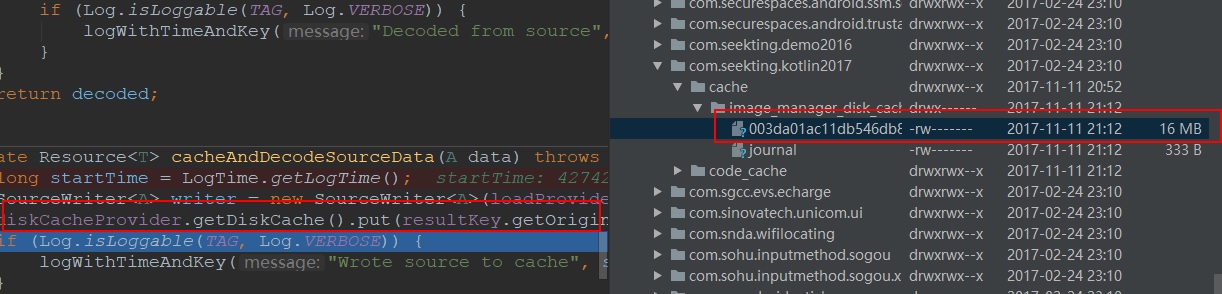 if (Log.isLoggable(TAG, Log.VERBOSE)) {
logWithTimeAndKey( message: "Decoded from source",
}
}
return decoded;
ate Resource<T> cacheAndDecodeSourceData(A data) throws
long startTime = LogTime.getLogTime(); startTime: 42742
SourceWriter<A> writer = new SourceWriter<A>(loadProvide
diskCacheProvider.getDiskCache().put(resultKey.getOrigin
if (Log.isLoggable(TAG, Log.VERBOSE)) {
logWithTimeAndKey( message: "Wrote source to cache", s
}
com.securespaces.android.ssm.s drwxrwx--x 2017-02-24 23:10
com.securespaces.android.trusta drwxrwx--x 2017-02-24 23:10
com.seekting.demo2016 drwxrwx--x 2017-02-24 23:10
com.seekting.kotlin2017 drwxrwx--x 2017-02-24 23:10
cache drwxrwx--x 2017-11-11 20:52
image_manager_disk_cach drwx------ 2017-11-11 21:12
003da01ac11db546db8 -rw------- 2017-11-11 21:12 16 MB
journal -rw------- 2017-11-11 21:12 333 B
code_cache drwxrwx--x 2017-02-24 23:10
com.sgcc.evs.echarge drwxrwx--x 2017-02-24 23:10
com.sinovatech.unicom.ui drwxrwx--x 2017-02-24 23:10
com.snda.wifilocating drwxrwx--x 2017-02-24 23:10
com.sohu.inputmethod.sogou drwxrwx--x 2017-02-24 23:10
com.sohu.inputmethod.sogou.x drwxrwx--x 2017-02-24 23:10